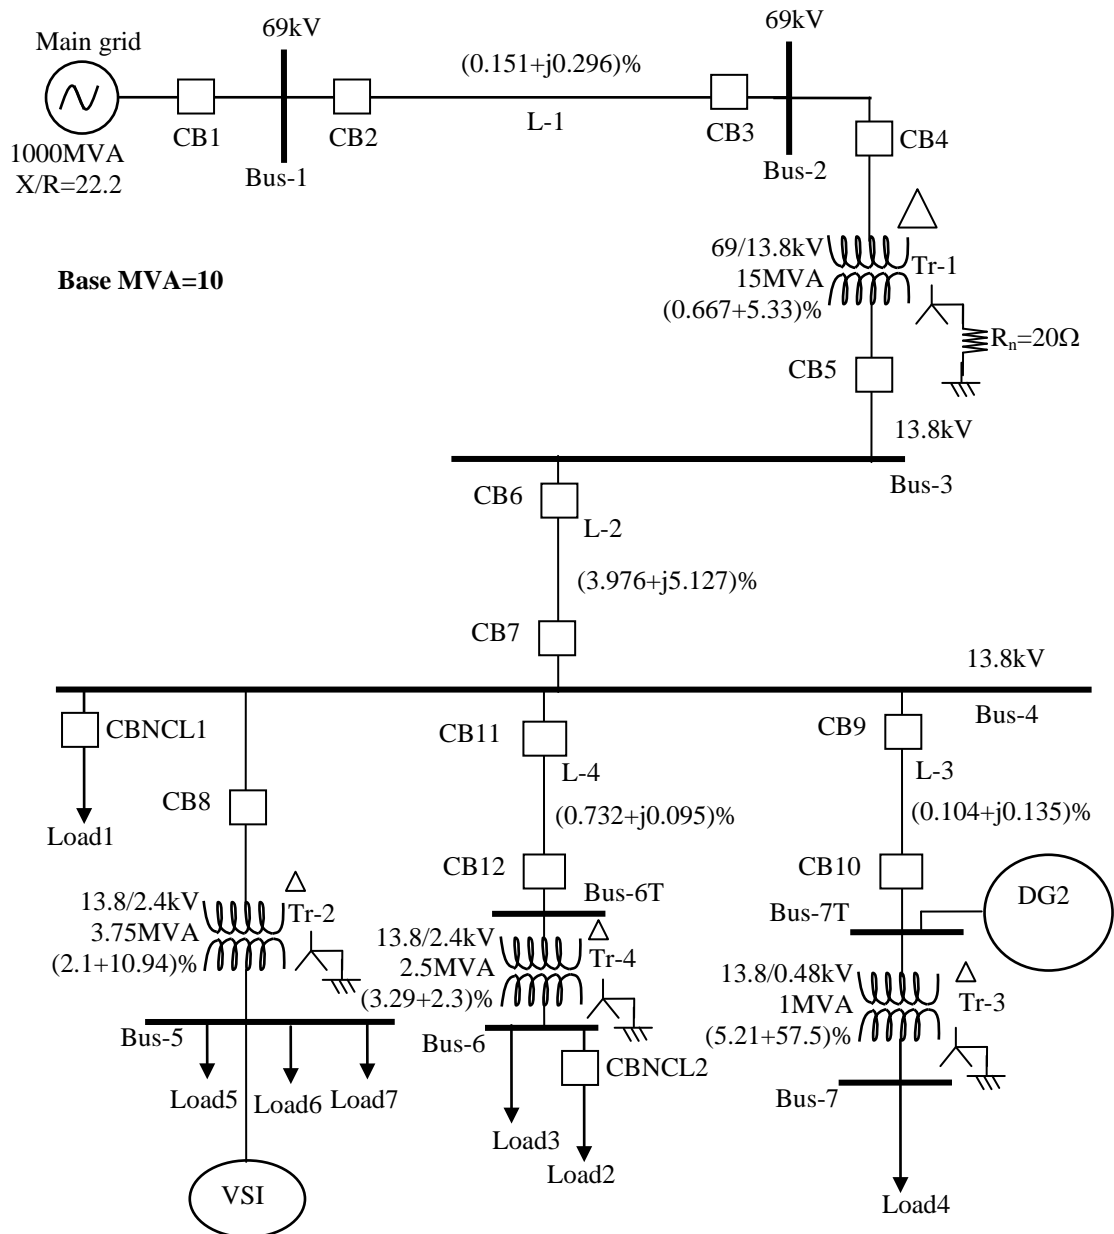 69kV
69kV
Main grid
(0.151+j0.296)%
CB1
CB2
L-1
CB3
CB4
1000MVA
X/R=22.2
Bus-1
Bus-2
Base MVA=10
69/13.8kV
15MVA
(0.667+5.33)%
Tr-1
Rn=20Ω
CB5
13.8kV
Bus-3
CB6
L-2
(3.976+j5.127)%
CB7
13.8kV
Bus-4
CBNCL1
CB11
CB9
L-4
L-3
CB8
Load1
(0.732+j0.095)%
(0.104+j0.135)%
CB12
CB10
Bus-6T
Bus-7T
DG2
13.8/2.4kV
3.75MVA
(2.1+10.94)%
Tr-2
13.8/2.4kV
2.5MVA
(3.29+2.3)%
Tr-4
13.8/0.48kV
1MVA
(5.21+57.5)%
Tr-3
Bus-5
Bus-6
CBNCL2
Bus-7
Load5
Load6
Load7
Load3
Load2
Load4
VSI